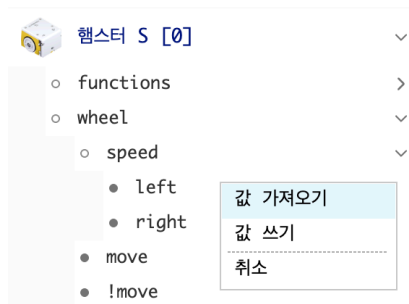 햄스터 S [0]
functions
wheel
speed
left
right
move
!move
값 가져오기
값 쓰기
취소